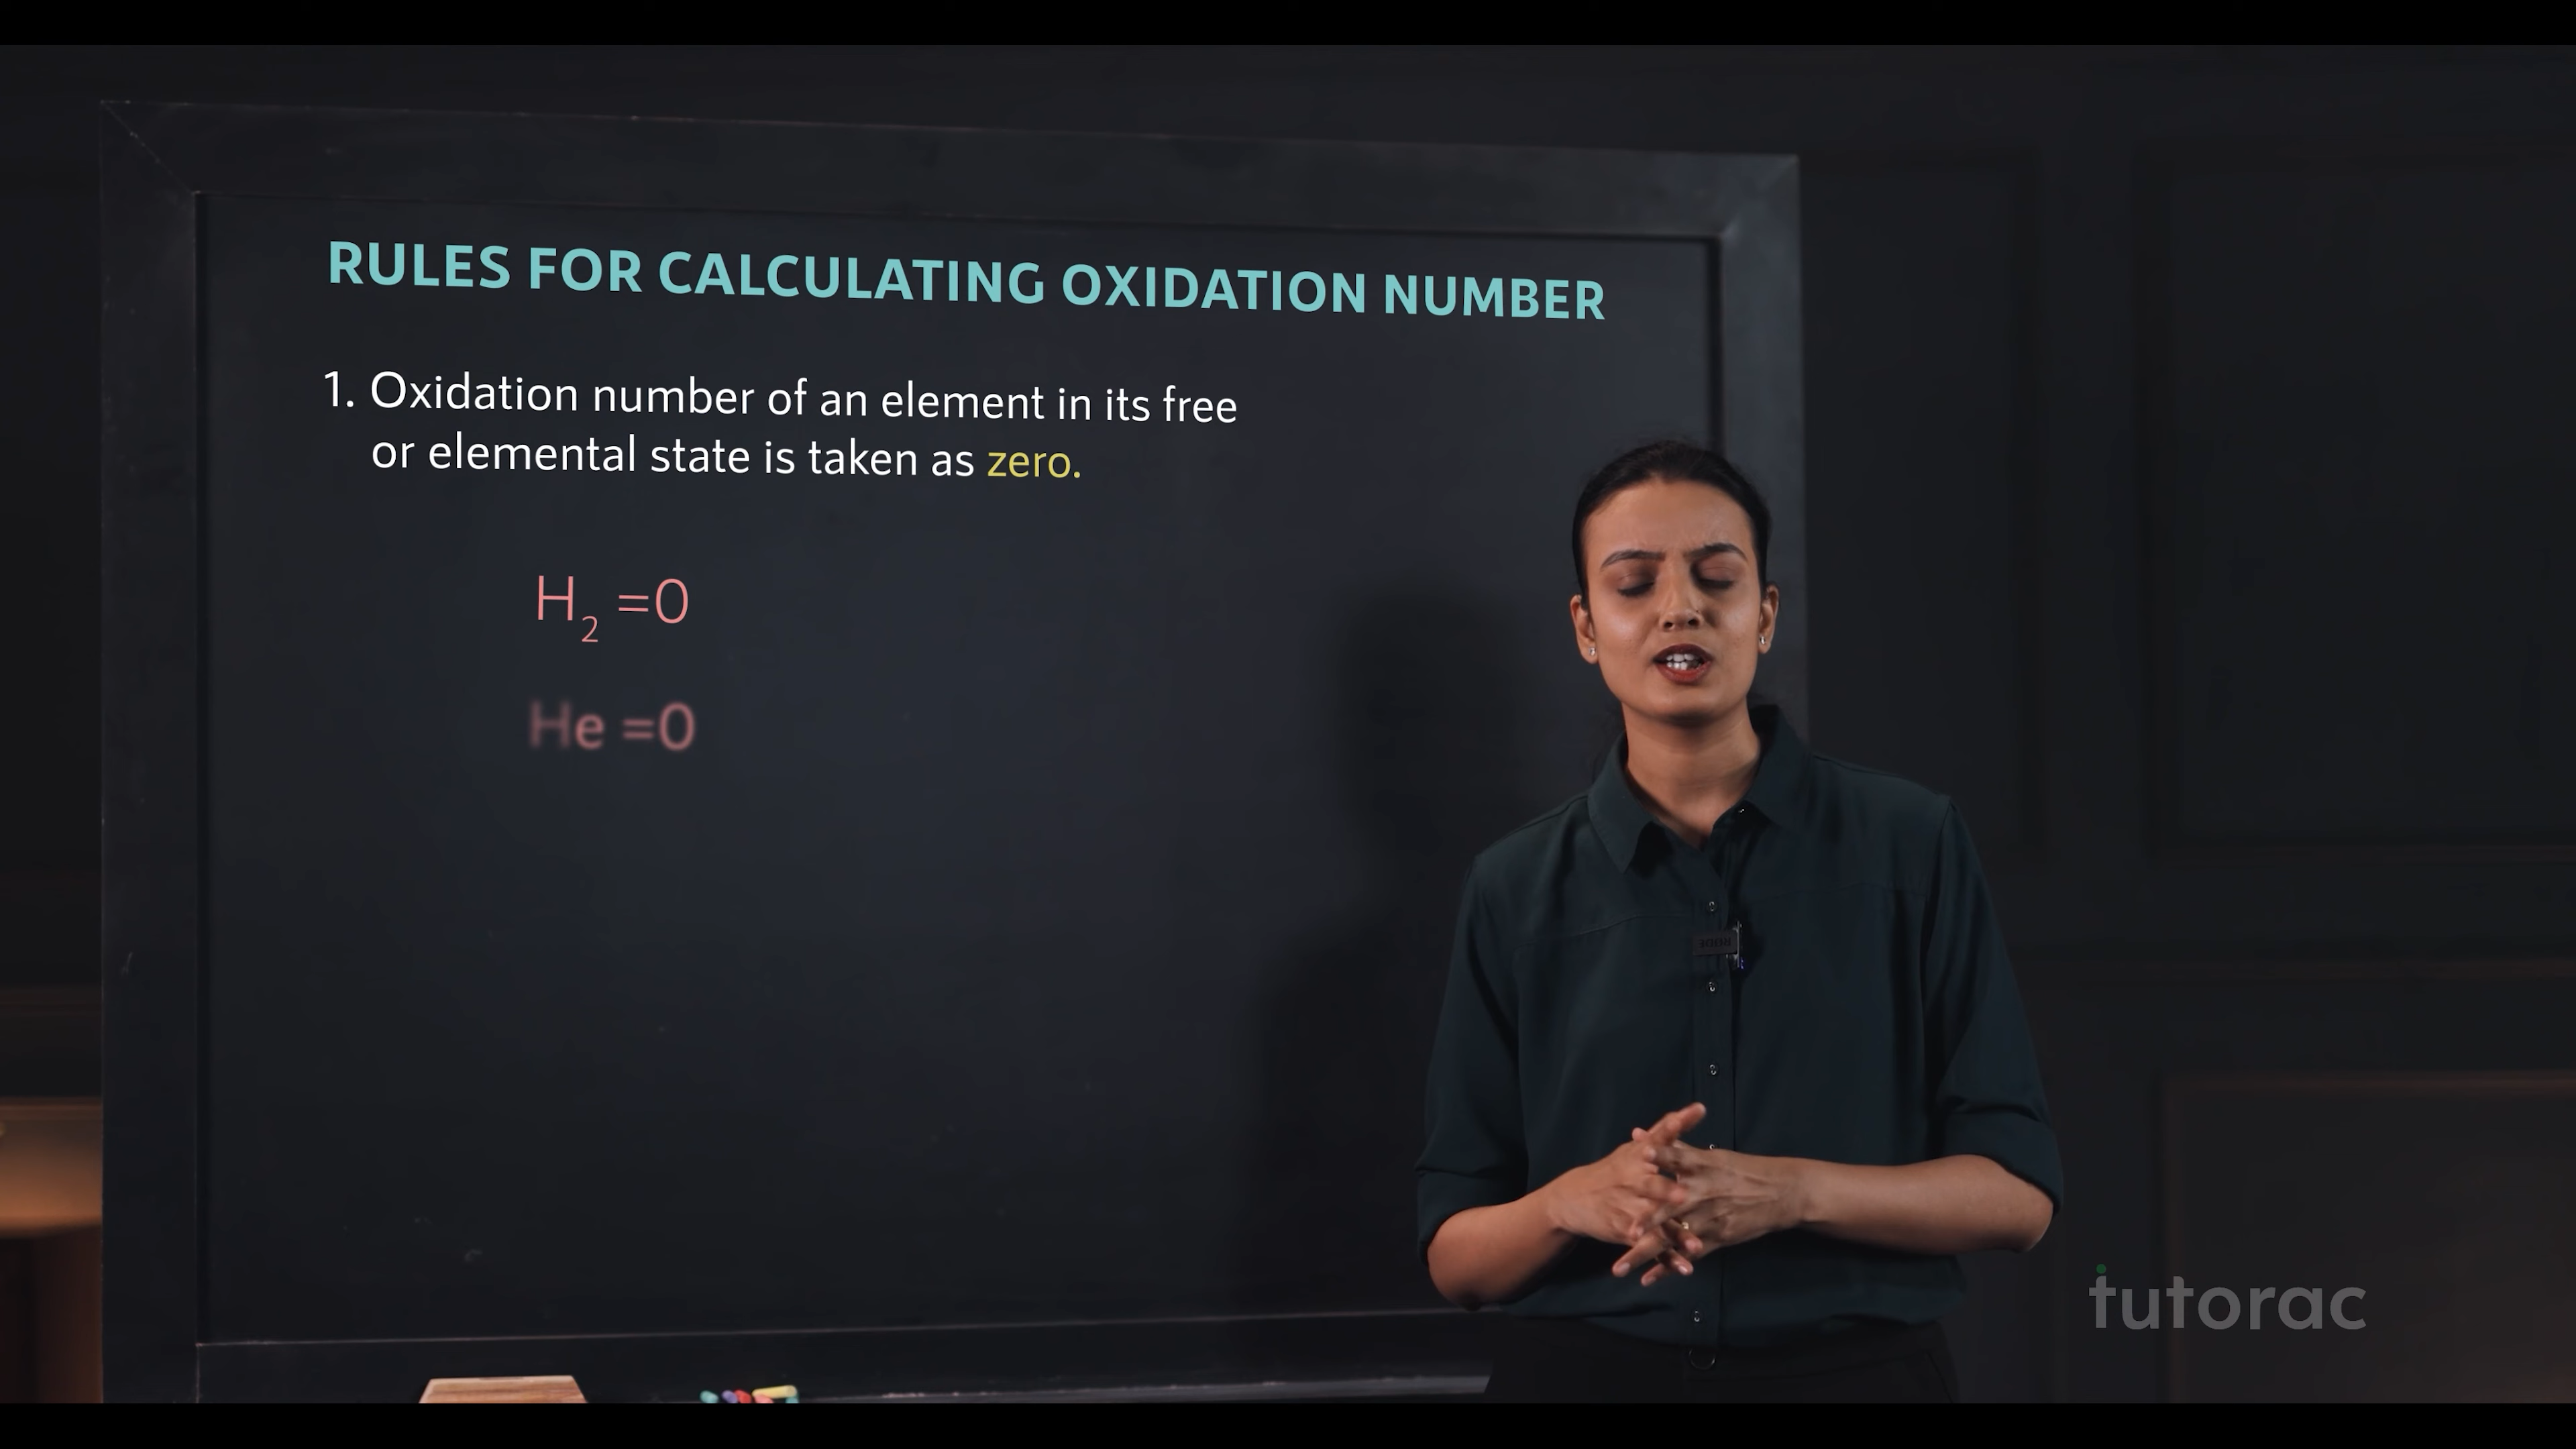 RULES FOR CALCULATING OXIDATION NUMBER
1. Oxidation number of an element in its free
or elemental state is taken as zero.
H₂ =0
He =0
tutorac